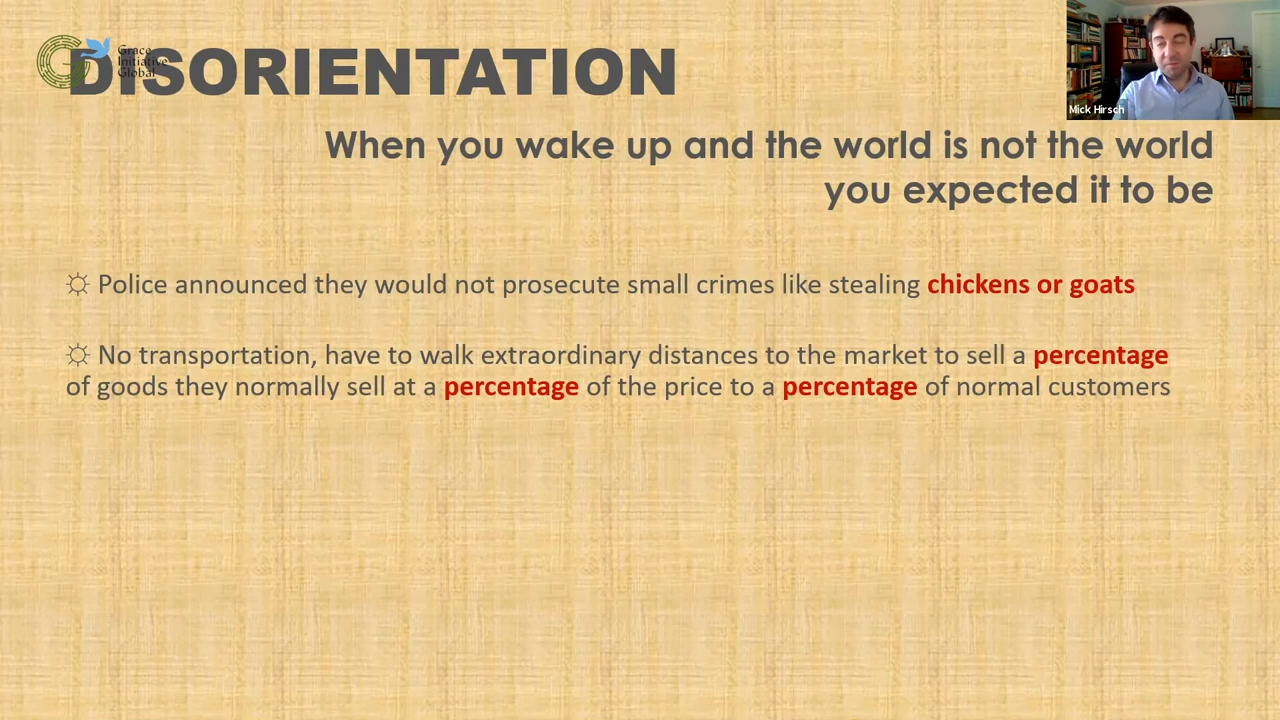 Grace
Initiative
Global
DISORIENTATION
Mick Hirsch
When you wake up and the world is not the world
you expected it to be
☼ Police announced they would not prosecute small crimes like stealing chickens or goats
☼ No transportation, have to walk extraordinary distances to the market to sell a percentage
of goods they normally sell at a percentage of the price to a percentage of normal customers